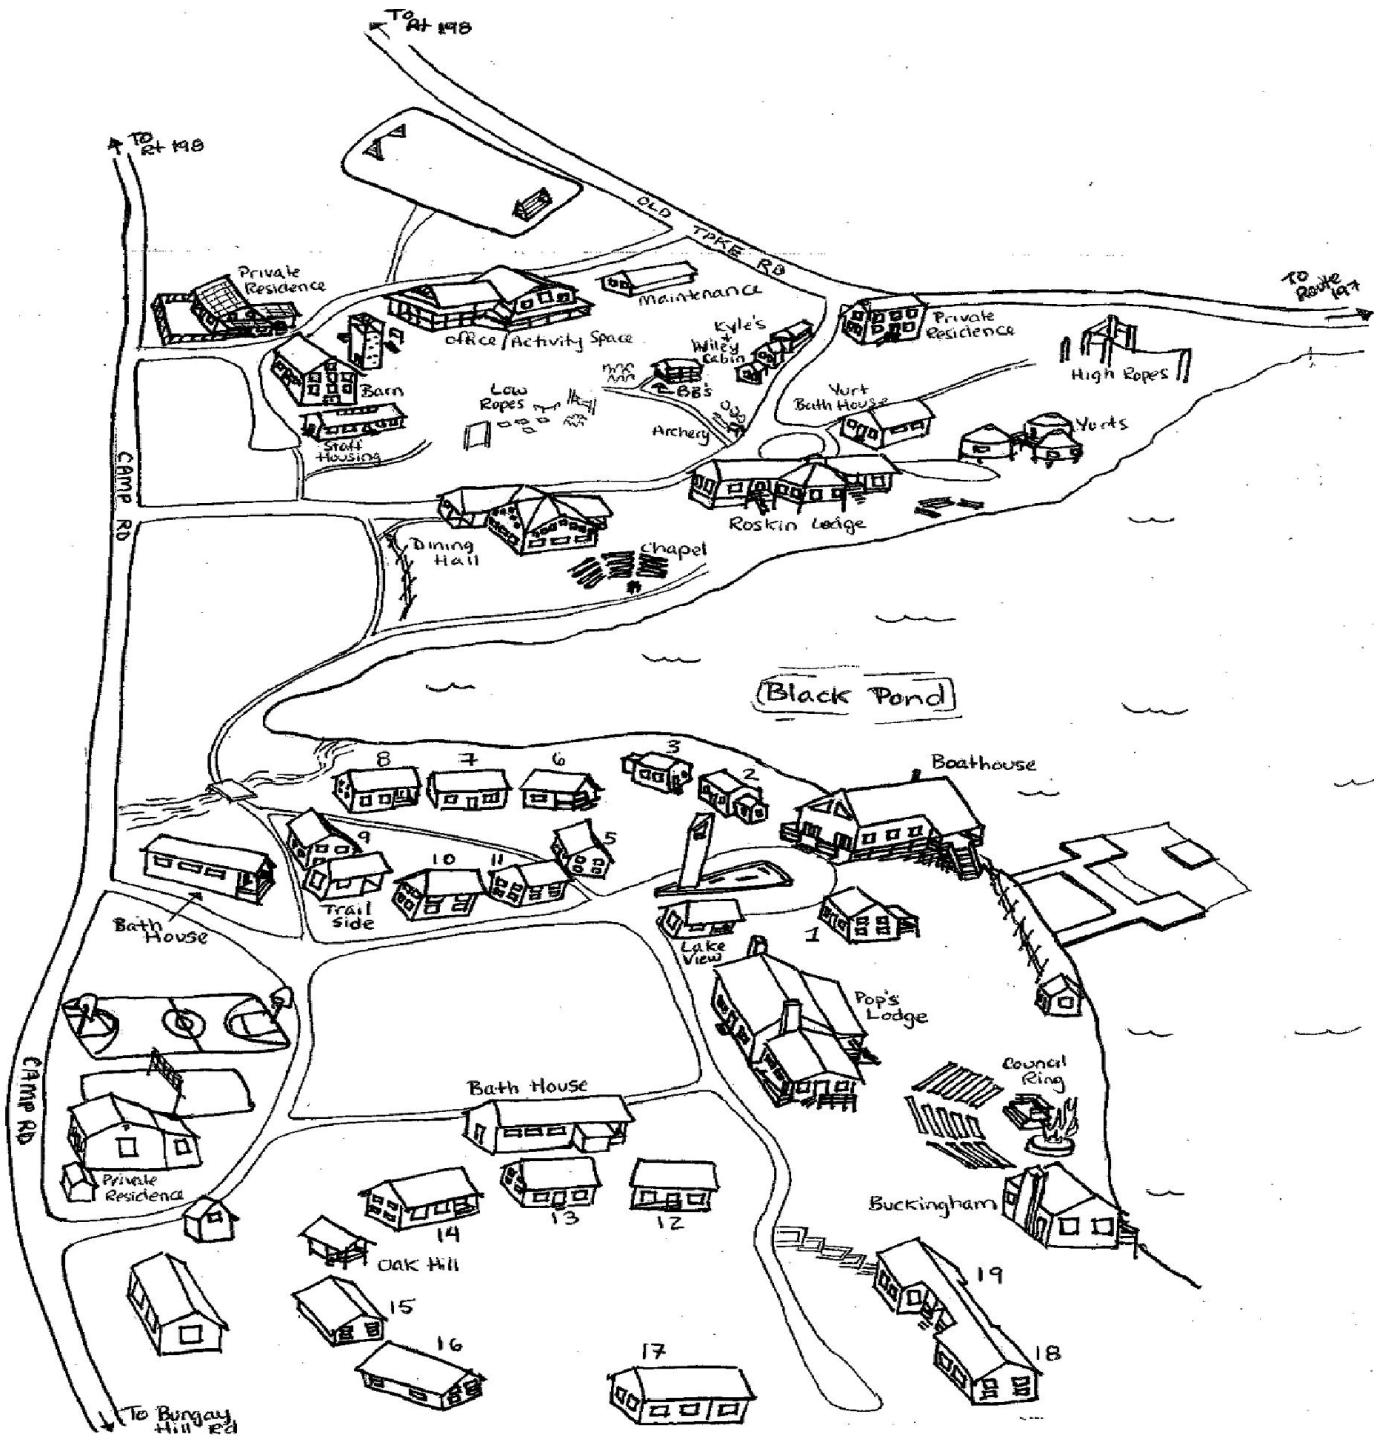 To
Rt 198
To
Rt 198
OLD TPKE RD
To
Route
197
Private
Residence
Maintenance
Office/Activity Space
Kyle's
+
Wiley
Cabin
Private
Residence
High Ropes
Barn
BB's
Low
Ropes
Yurt
Bath House
Archery
Yurts
Staff
Housing
CAMP RD
Roskin Lodge
Dining
Hall
Chapel
Black Pond
8
7
6
3
2
Boathouse
9
10
11
5
Trail
side
Bath
House
1
Lake
View
Pop's
Lodge
CAMP RD
Council
Ring
Bath House
Private
Residence
Buckingham
14
13
12
Oak Hill
19
15
16
17
18
To Bungay
Hill Rd